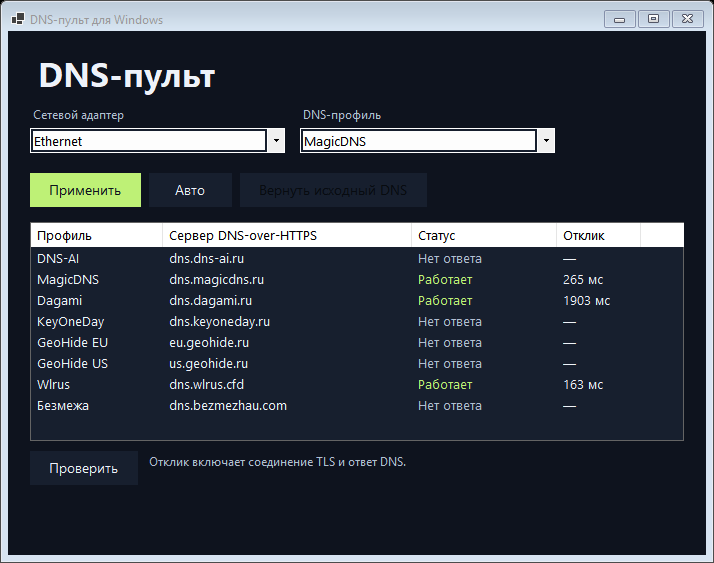 DNS-пульт для Windows
DNS-пульт
Сетевой адаптер DNS-профиль
Ethernet MagicDNS
Применить Авто Вернуть исходный DNS
Профиль Сервер DNS-over-HTTPS Статус Отклик
DNS-AI dns.dns-ai.ru Нет ответа —
MagicDNS dns.magicdns.ru Работает 265 мс
Dagami dns.dagami.ru Работает 1903 мс
KeyOneDay dns.keyoneday.ru Нет ответа —
GeoHide EU eu.geohide.ru Нет ответа —
GeoHide US us.geohide.ru Нет ответа —
Wlrus dns.wlrus.cfd Работает 163 мс
Безмежа dns.bezmezhau.com Нет ответа —
Проверить Отклик включает соединение TLS и ответ DNS.